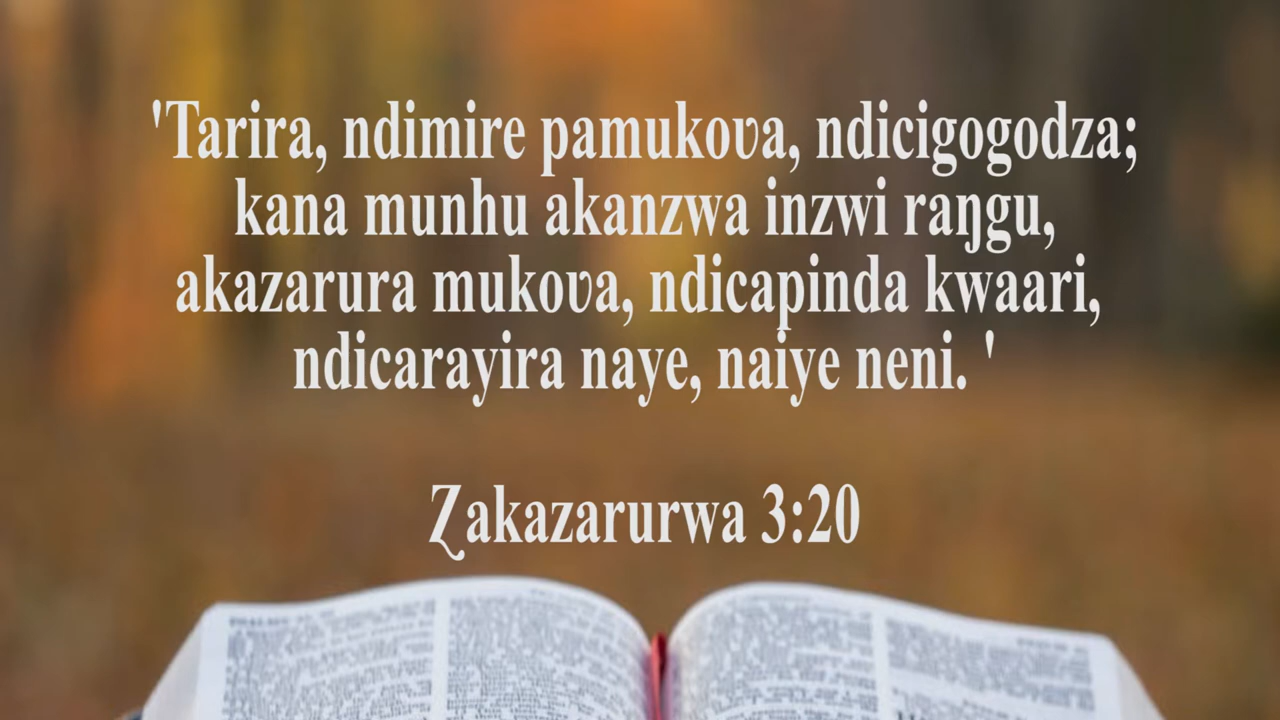 'Tarira, ndimire pamukoʋa, ndicigogodza;
kana munhu akanzwa inzwi raŋgu,
akazarura mukoʋa, ndicapinda kwaari,
ndicarayira naye, naiye neni. '
Ɀakazarurwa 3:20